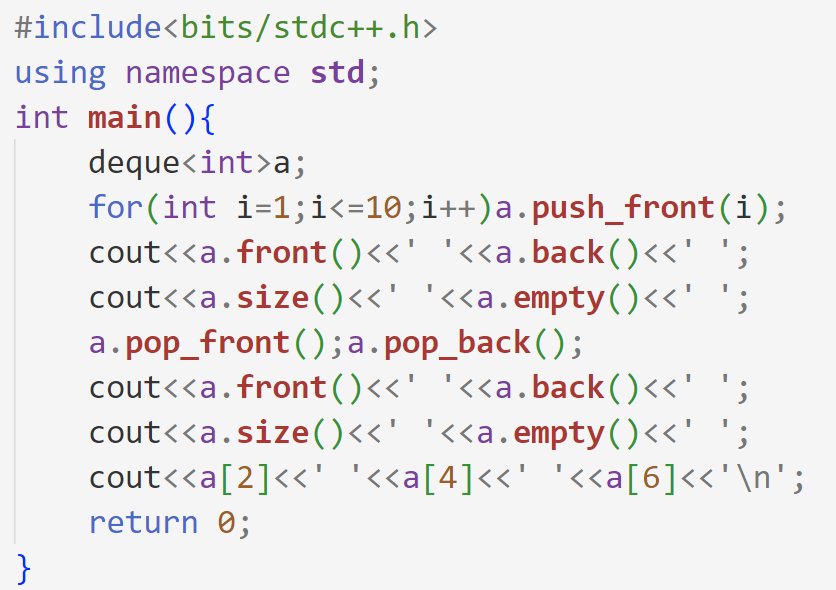 #include<bits/stdc++.h>
using namespace std;
int main(){
    deque<int>a;
    for(int i=1;i<=10;i++)a.push_front(i);
    cout<<a.front()<<' '<<a.back()<<' ';
    cout<<a.size()<<' '<<a.empty()<<' ';
    a.pop_front();a.pop_back();
    cout<<a.front()<<' '<<a.back()<<' ';
    cout<<a.size()<<' '<<a.empty()<<' ';
    cout<<a[2]<<' '<<a[4]<<' '<<a[6]<<'\n';
    return 0;
}